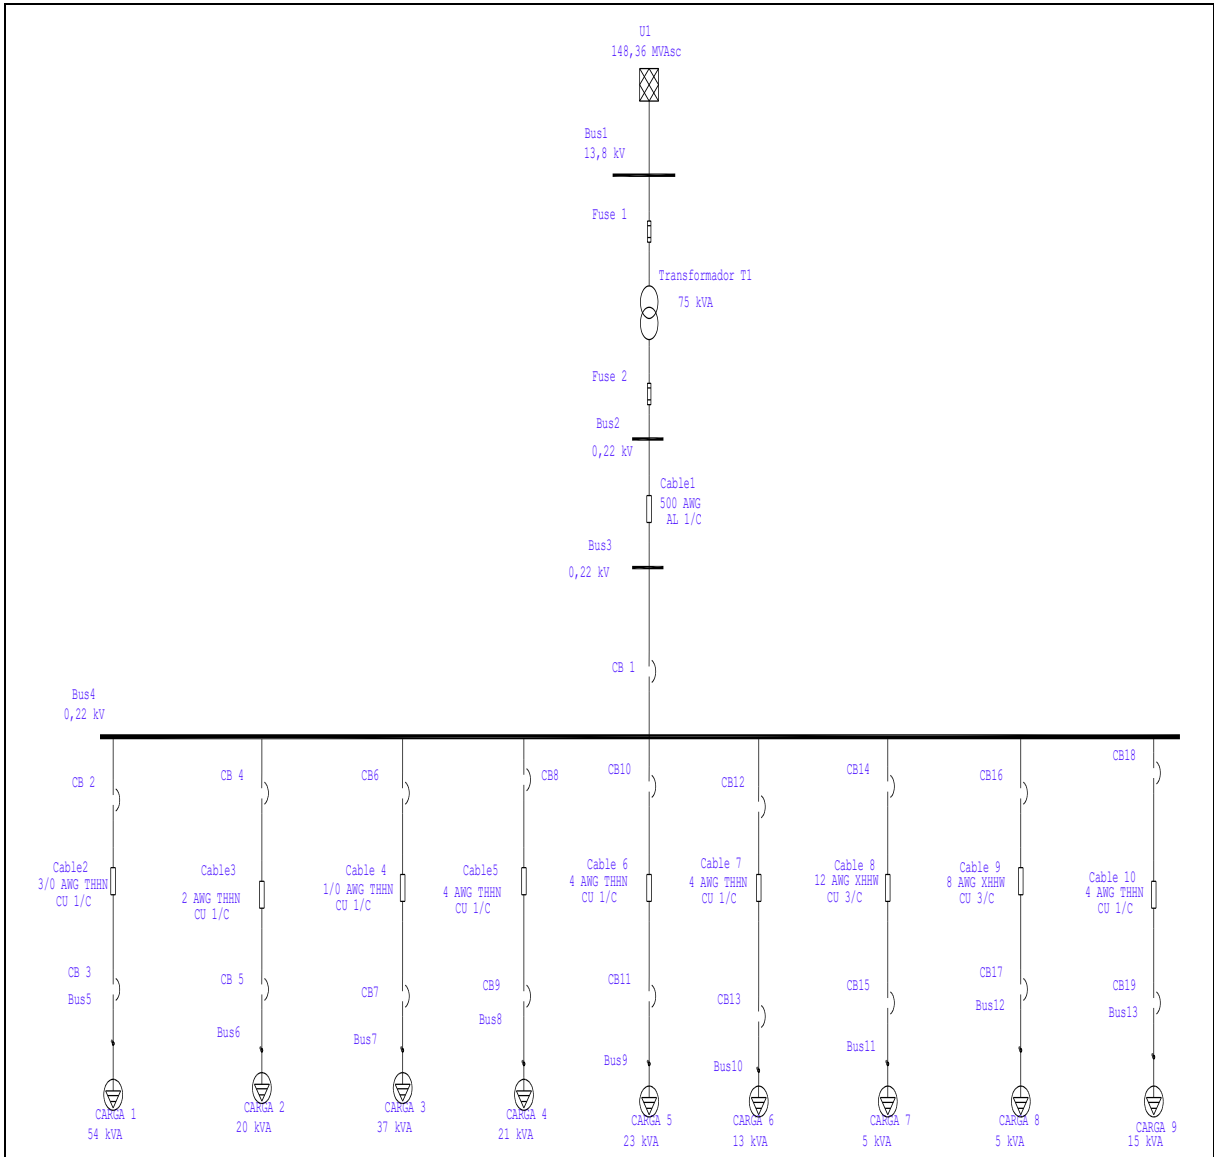 U1
148,36 MVAsc
Bus1
13,8 kV
Fuse 1
Transformador T1
75 kVA
Fuse 2
Bus2
0,22 kV
Cable1
500 AWG
AL 1/C
Bus3
0,22 kV
CB 1
Bus4
0,22 kV
CB 2
Cable2
3/0 AWG THHN
CU 1/C
CB 3
Bus5
CARGA 1
54 kVA
CB 4
Cable3
2 AWG THHN
CU 1/C
CB 5
Bus6
CARGA 2
20 kVA
CB6
Cable 4
1/0 AWG THHN
CU 1/C
CB7
Bus7
CARGA 3
37 kVA
CB8
Cable5
4 AWG THHN
CU 1/C
CB9
Bus8
CARGA 4
21 kVA
CB10
Cable 6
4 AWG THHN
CU 1/C
CB11
Bus9
CARGA 5
23 kVA
CB12
Cable 7
4 AWG THHN
CU 1/C
CB13
Bus10
CARGA 6
13 kVA
CB14
Cable 8
12 AWG XHHW
CU 3/C
CB15
Bus11
CARGA 7
5 kVA
CB16
Cable 9
8 AWG XHHW
CU 3/C
CB17
Bus12
CARGA 8
5 kVA
CB18
Cable 10
4 AWG THHN
CU 1/C
CB19
Bus13
CARGA 9
15 kVA